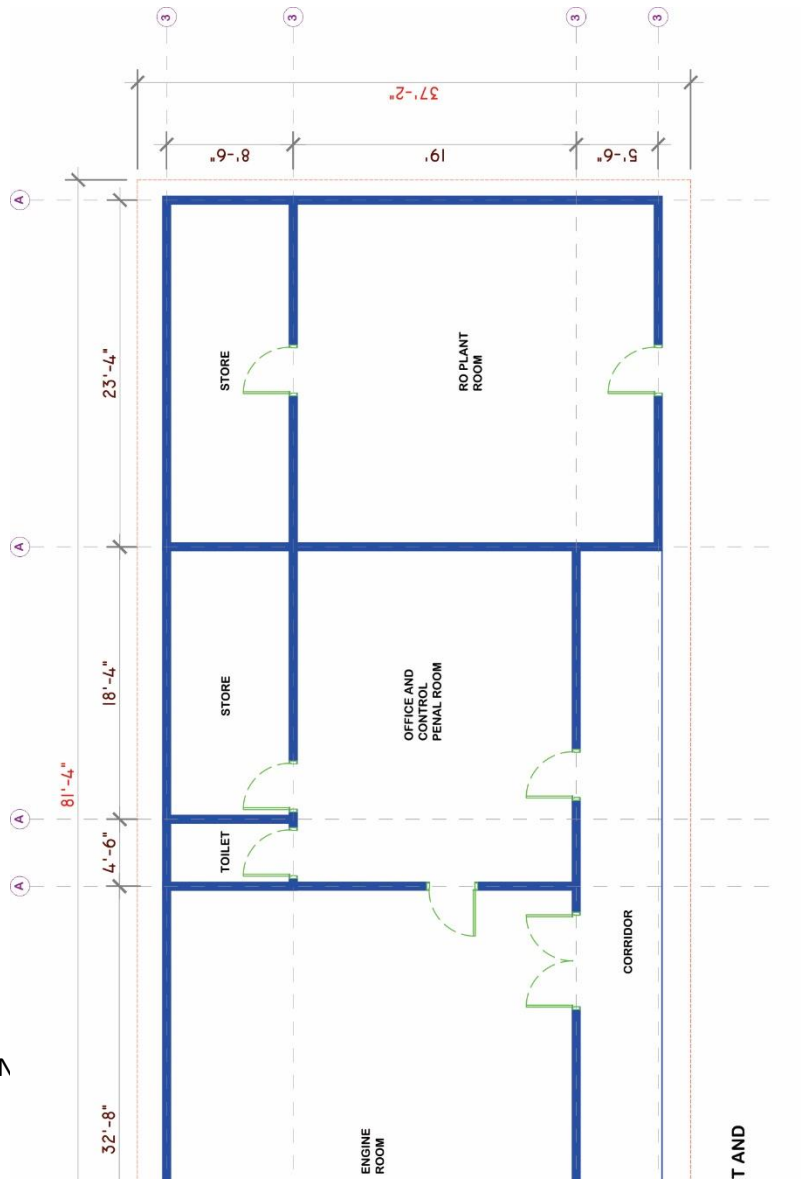 3
3
3
3
37'-2"
8'-6"
19'
5'-6"
A
23'-4"
STORE
RO PLANT
ROOM
A
18'-4"
STORE
OFFICE AND
CONTROL
PENAL ROOM
81'-4"
A
4'-6"
TOILET
A
CORRIDOR
N
32'-8"
ENGINE
ROOM
T AND